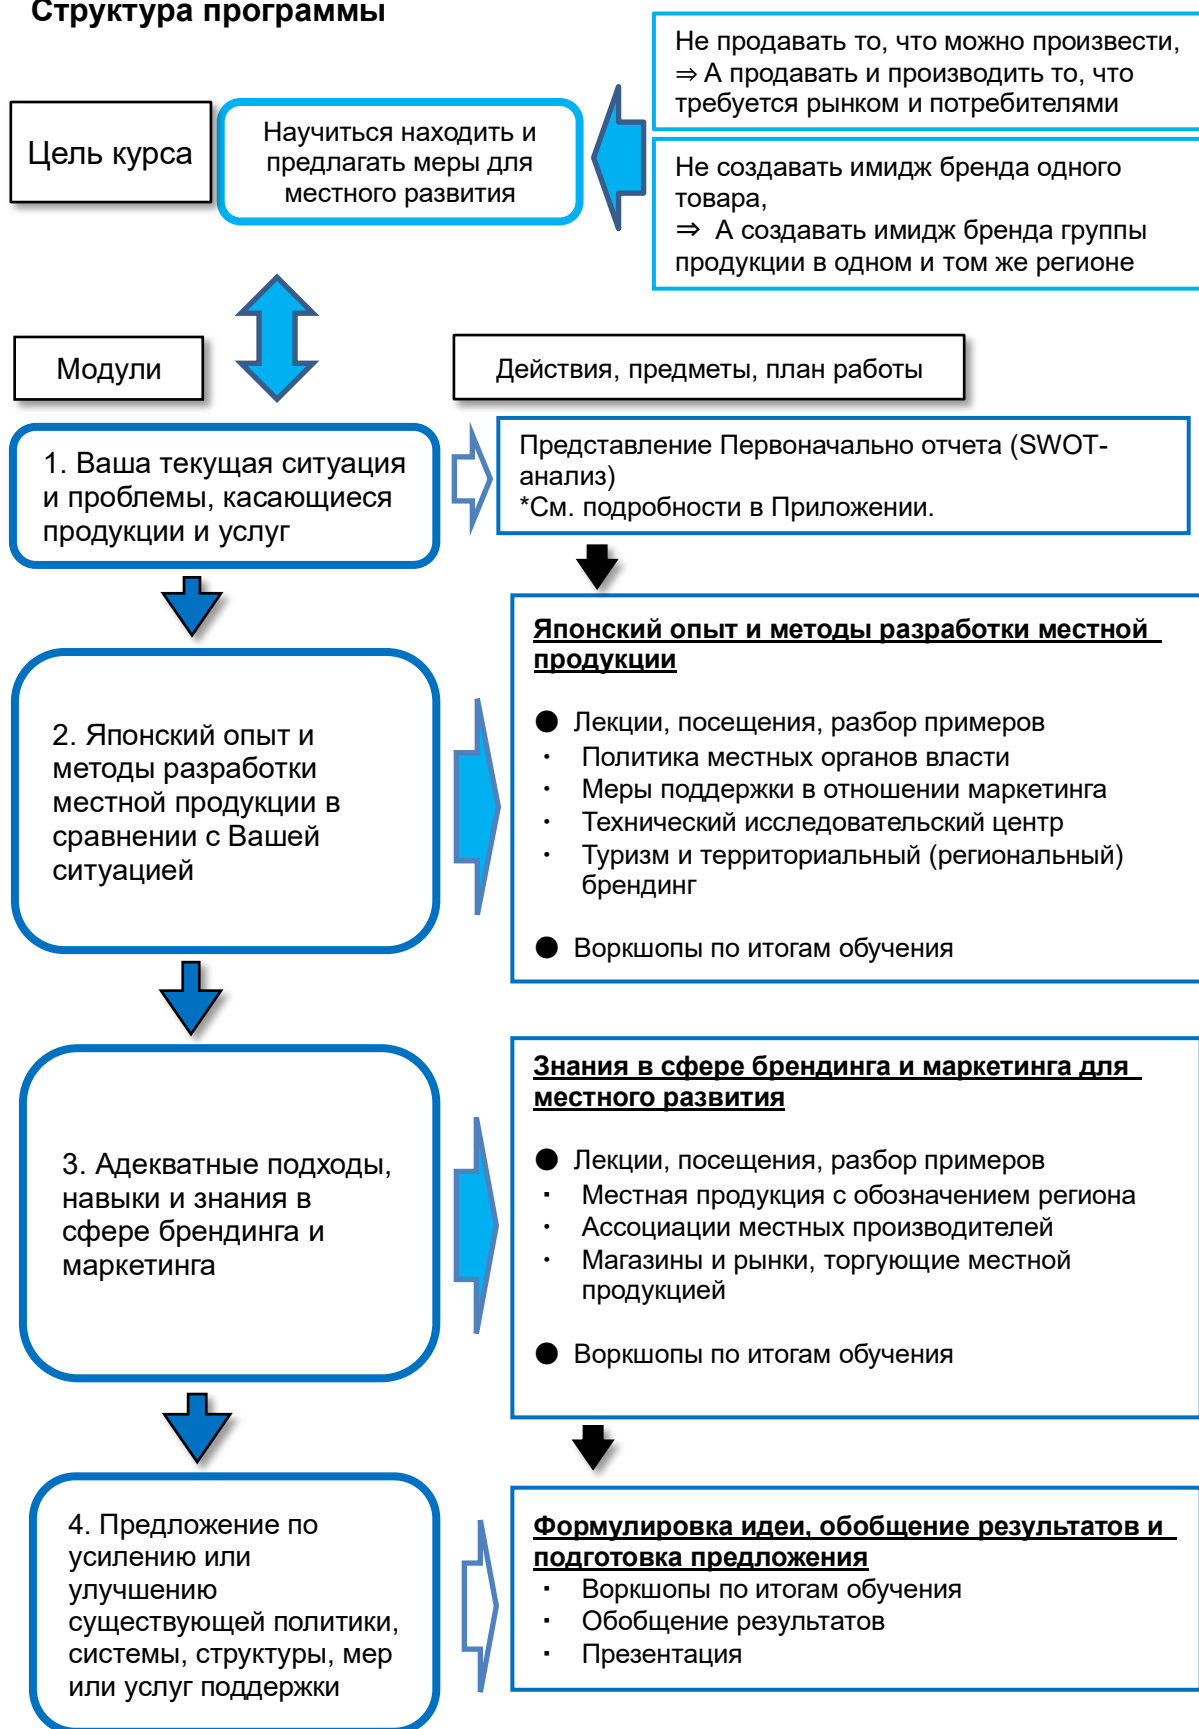 Структура программы
Не продавать то, что можно произвести,
⇒ А продавать и производить то, что
требуется рынком и потребителями
Цель курса
Научиться находить и
предлагать меры для
местного развития
Не создавать имидж бренда одного
товара,
⇒ А создавать имидж бренда группы
продукции в одном и том же регионе
Модули
Действия, предметы, план работы
1. Ваша текущая ситуация
и проблемы, касающиеся
продукции и услуг
Представление Первоначально отчета (SWOT-
анализ)
*См. подробности в Приложении.
2. Японский опыт и
методы разработки
местной продукции в
сравнении с Вашей
ситуацией
Японский опыт и методы разработки местной
продукции
● Лекции, посещения, разбор примеров
・ Политика местных органов власти
・ Меры поддержки в отношении маркетинга
・ Технический исследовательский центр
・ Туризм и территориальный (региональный)
брендинг
● Воркшопы по итогам обучения
3. Адекватные подходы,
навыки и знания в
сфере брендинга и
маркетинга
Знания в сфере брендинга и маркетинга для
местного развития
● Лекции, посещения, разбор примеров
・ Местная продукция с обозначением региона
・ Ассоциации местных производителей
・ Магазины и рынки, торгующие местной
продукцией
● Воркшопы по итогам обучения
4. Предложение по
усилению или
улучшению
существующей политики,
системы, структуры, мер
или услуг поддержки
Формулировка идеи, обобщение результатов и
подготовка предложения
・ Воркшопы по итогам обучения
・ Обобщение результатов
・ Презентация